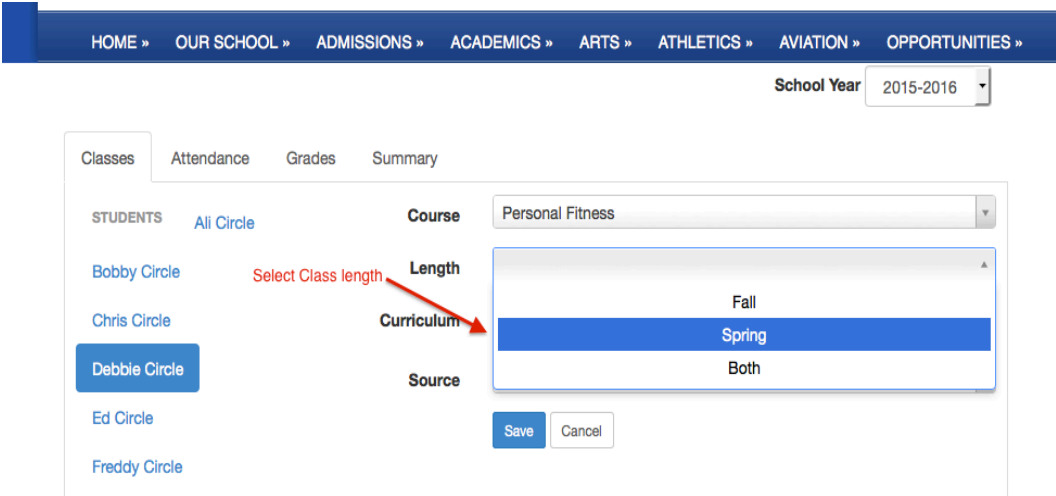 HOME » OUR SCHOOL » ADMISSIONS » ACADEMICS » ARTS » ATHLETICS » AVIATION » OPPORTUNITIES »
School Year 2015-2016
Classes Attendance Grades Summary
STUDENTS Ali Circle
Bobby Circle
Chris Circle
Debbie Circle
Ed Circle
Freddy Circle
Course Personal Fitness
Select Class length Length
Fall
Curriculum Spring
Both
Source
Save Cancel